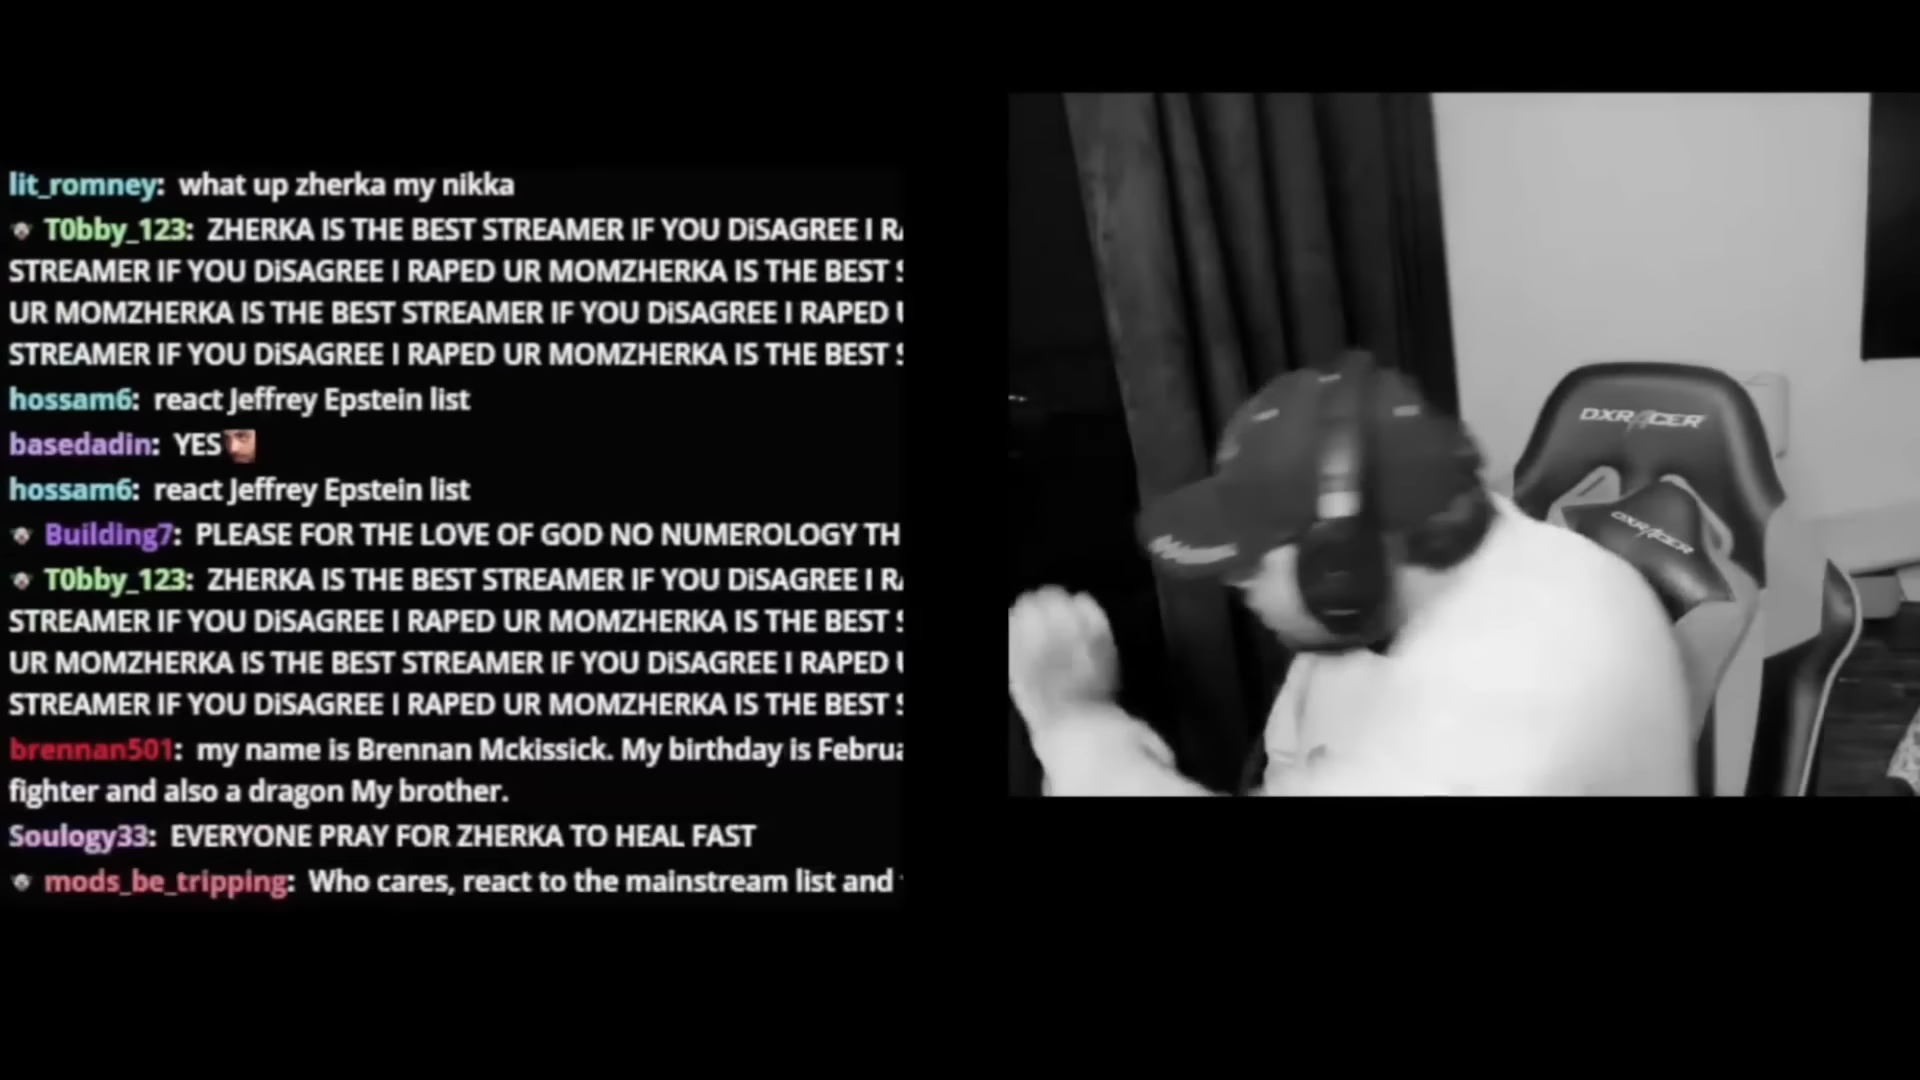 lit_romney: what up zherka my nikka
T0bby_123: ZHERKA IS THE BEST STREAMER IF YOU DiSAGREE I
STREAMER IF YOU DiSAGREE I RAPED UR MOMZHERKA IS THE BEST
UR MOMZHERKA IS THE BEST STREAMER IF YOU DiSAGREE I RAPED
STREAMER IF YOU DiSAGREE I RAPED UR MOMZHERKA IS THE BEST
hossam6: react Jeffrey Epstein list
basedadin: YES
hossam6: react Jeffrey Epstein list
Building7: PLEASE FOR THE LOVE OF GOD NO NUMEROLOGY TH
T0bby_123: ZHERKA IS THE BEST STREAMER IF YOU DiSAGREE I
STREAMER IF YOU DiSAGREE I RAPED UR MOMZHERKA IS THE BEST
UR MOMZHERKA IS THE BEST STREAMER IF YOU DiSAGREE I RAPED
STREAMER IF YOU DiSAGREE I RAPED UR MOMZHERKA IS THE BEST
brennan501: my name is Brennan Mckissick. My birthday is Februa
fighter and also a dragon My brother.
Soulogy33: EVERYONE PRAY FOR ZHERKA TO HEAL FAST
mods_be_tripping: Who cares, react to the mainstream list and
DXRACER
DXRACER